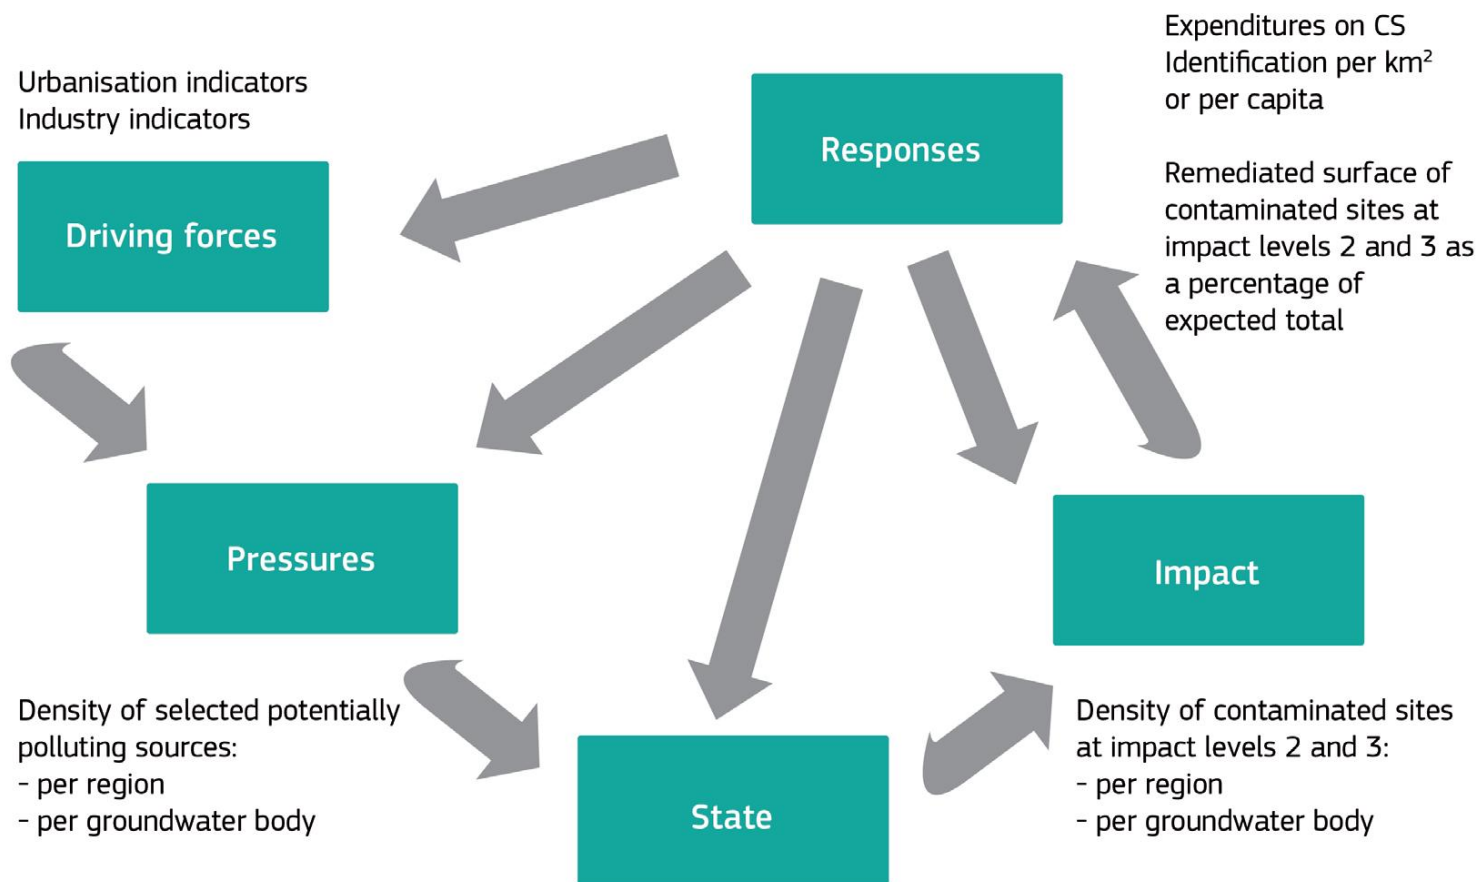 Urbanisation indicators
Industry indicators
Driving forces
Responses
Expenditures on CS
Identification per km²
or per capita
Remediated surface of
contaminated sites at
impact levels 2 and 3 as
a percentage of
expected total
Pressures
Impact
Density of selected potentially
polluting sources:
- per region
- per groundwater body
State
Density of contaminated sites
at impact levels 2 and 3:
- per region
- per groundwater body